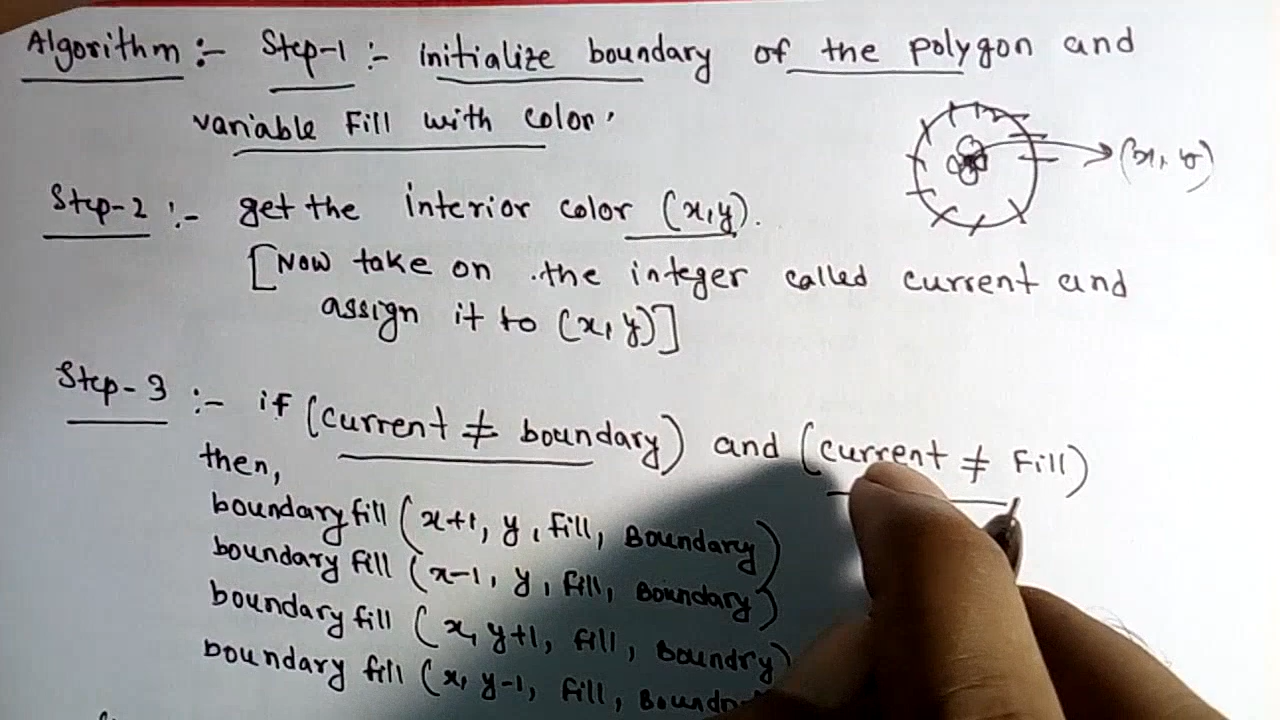 Algorithm :- Step-1 :- initialize boundary of the polygon and
variable Fill with color.
(x, y)
Step-2 :- get the interior color (x,y).
[Now take on the integer called current and
assign it to (x, y)]
Step-3 :- if (current ≠ boundary) and (current ≠ Fill)
then,
boundary fill (x+1, y, fill, Boundary)
boundary fill (x-1, y, fill, Boundary)
boundary fill (x, y+1, fill, Boundry)
boundary fill (x, y-1, fill,